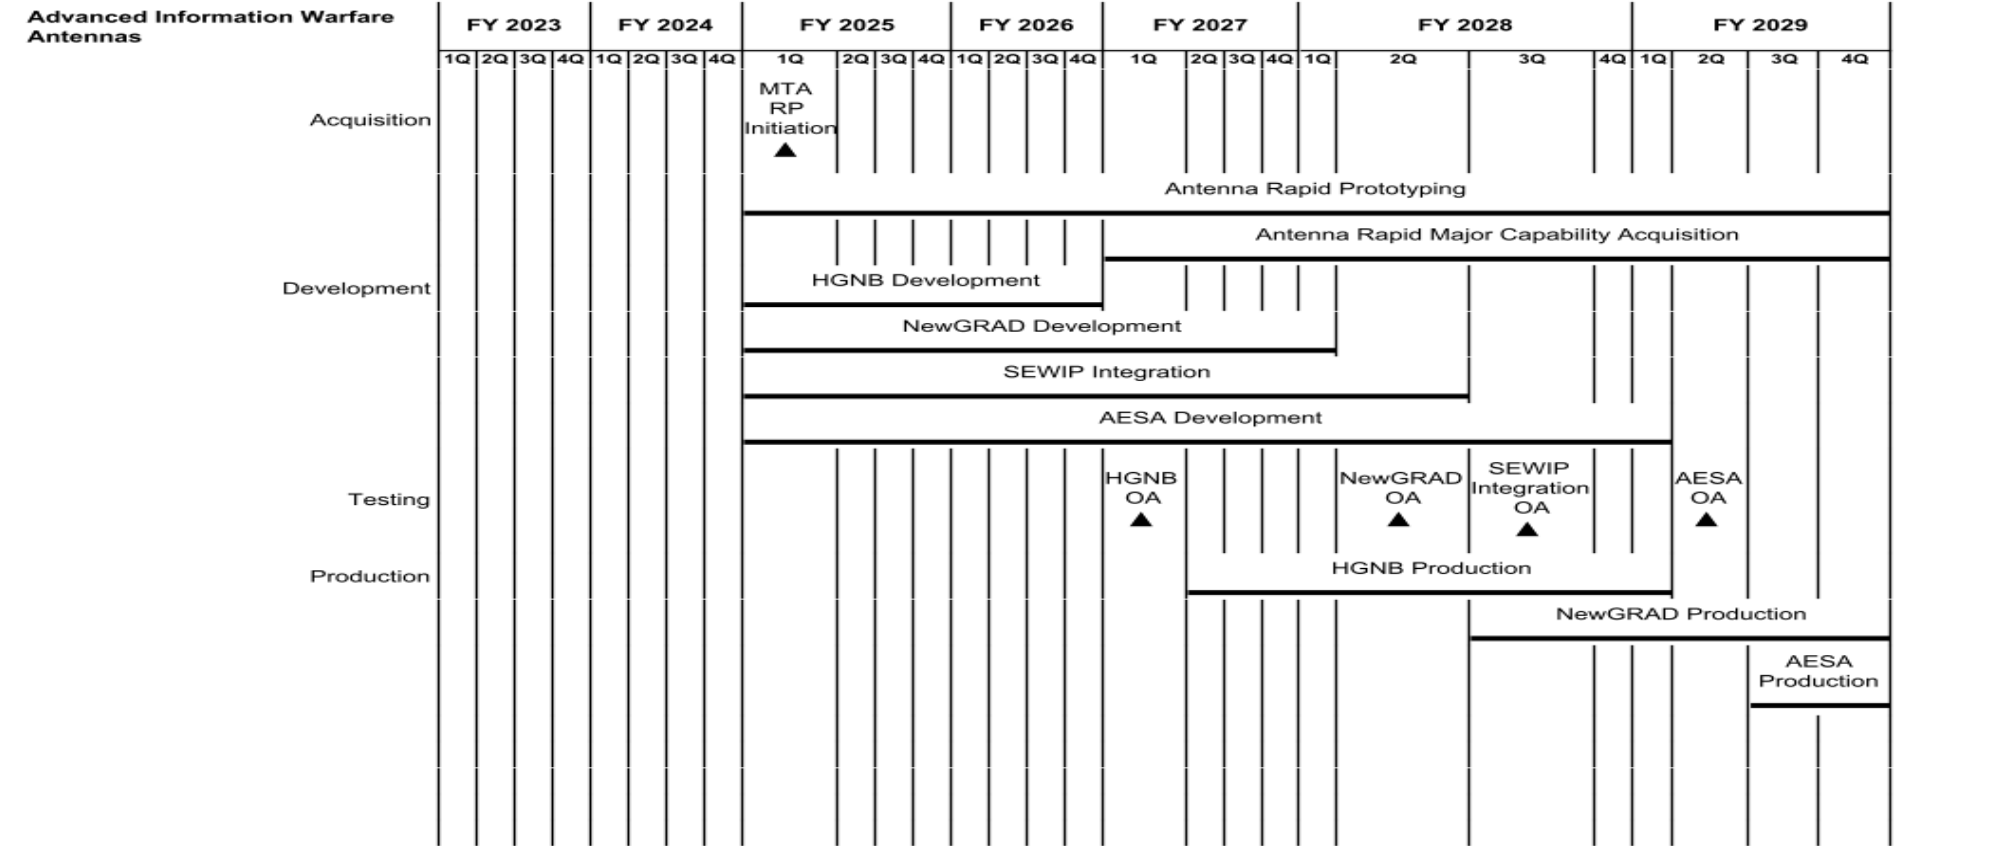 Advanced Information Warfare
Antennas
FY 2023 FY 2024 FY 2025 FY 2026 FY 2027 FY 2028 FY 2029
1Q 2Q 3Q 4Q 1Q 2Q 3Q 4Q 1Q 2Q 3Q 4Q 1Q 2Q 3Q 4Q 1Q 2Q 3Q 4Q 1Q 2Q 3Q 4Q 1Q 2Q 3Q 4Q
Acquisition
MTA
RP
Initiation
Antenna Rapid Prototyping
Antenna Rapid Major Capability Acquisition
Development
HGNB Development
NewGRAD Development
SEWIP Integration
AESA Development
Testing
HGNB
OA
NewGRAD
OA
SEWIP
Integration
OA
AESA
OA
Production
HGNB Production
NewGRAD Production
AESA
Production